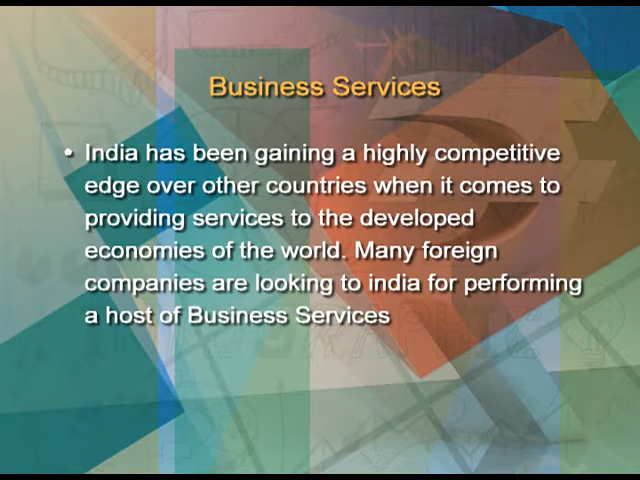 Business Services
• India has been gaining a highly competitive
edge over other countries when it comes to
providing services to the developed
economies of the world. Many foreign
companies are looking to india for performing
a host of Business Services